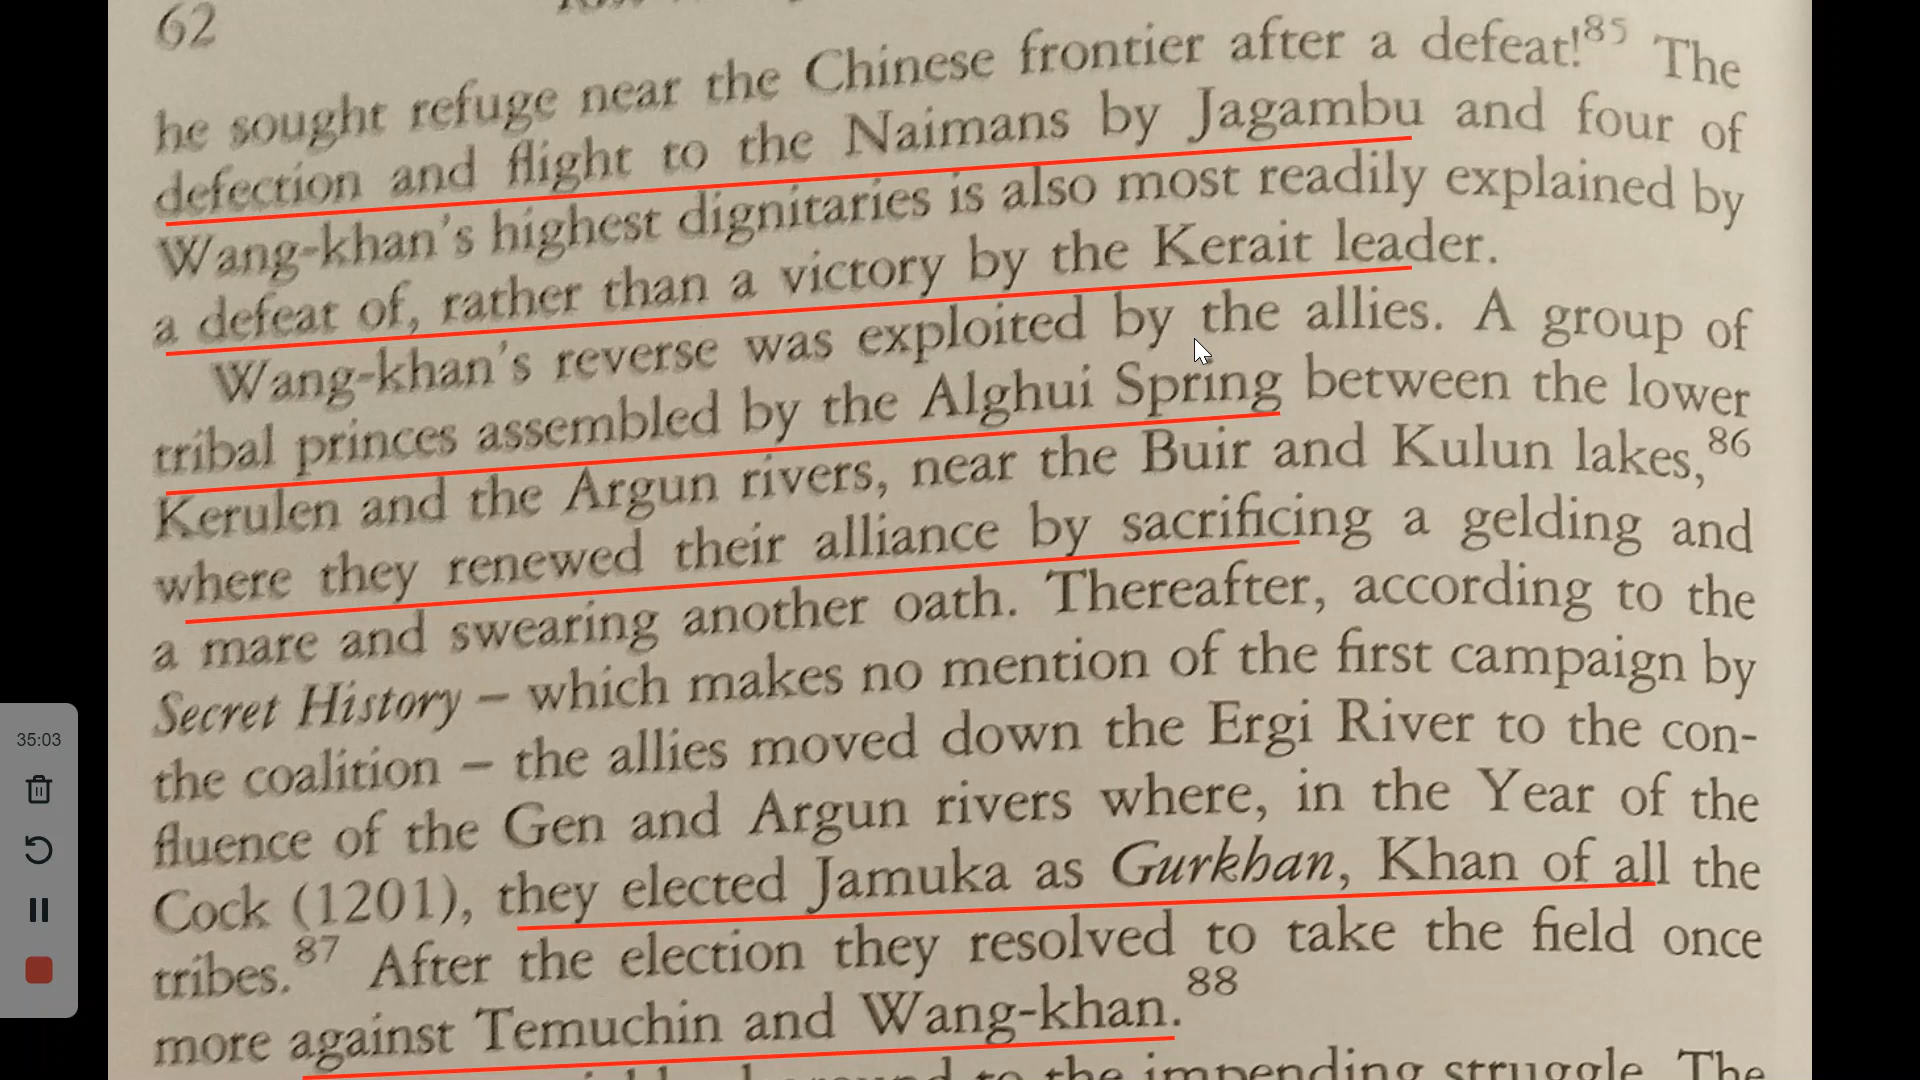 62
he sought refuge near the Chinese frontier after a defeat!85 The
defection and flight to the Naimans by Jagambu and four of
Wang-khan's highest dignitaries is also most readily explained by
a defeat of, rather than a victory by the Kerait leader.
Wang-khan's reverse was exploited by the allies. A group of
tribal princes assembled by the Alghui Spring between the lower
Kerulen and the Argun rivers, near the Buir and Kulun lakes,86
where they renewed their alliance by sacrificing a gelding and
a mare and swearing another oath. Thereafter, according to the
Secret History – which makes no mention of the first campaign by
the coalition – the allies moved down the Ergi River to the con-
fluence of the Gen and Argun rivers where, in the Year of the
Cock (1201), they elected Jamuka as Gurkhan, Khan of all the
tribes.87 After the election they resolved to take the field once
more against Temuchin and Wang-khan.88
to the impending struggle. The
35:03